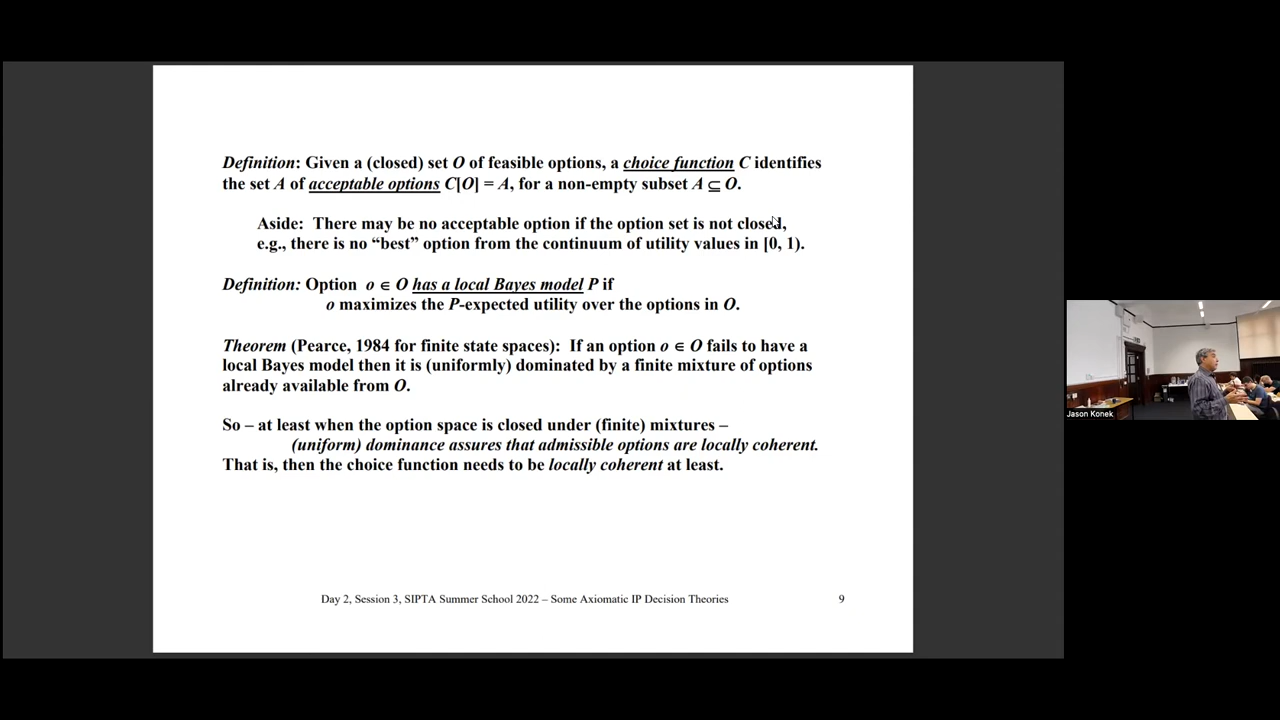 Definition: Given a (closed) set O of feasible options, a choice function C identifies
the set A of acceptable options C[O] = A, for a non-empty subset A ⊆ O.
Aside: There may be no acceptable option if the option set is not closed,
e.g., there is no “best” option from the continuum of utility values in [0, 1).
Definition: Option o ∈ O has a local Bayes model P if
o maximizes the P-expected utility over the options in O.
Theorem (Pearce, 1984 for finite state spaces): If an option o ∈ O fails to have a
local Bayes model then it is (uniformly) dominated by a finite mixture of options
already available from O.
So – at least when the option space is closed under (finite) mixtures –
(uniform) dominance assures that admissible options are locally coherent.
That is, then the choice function needs to be locally coherent at least.
Day 2, Session 3, SIPTA Summer School 2022 – Some Axiomatic IP Decision Theories
9
Jason Konek